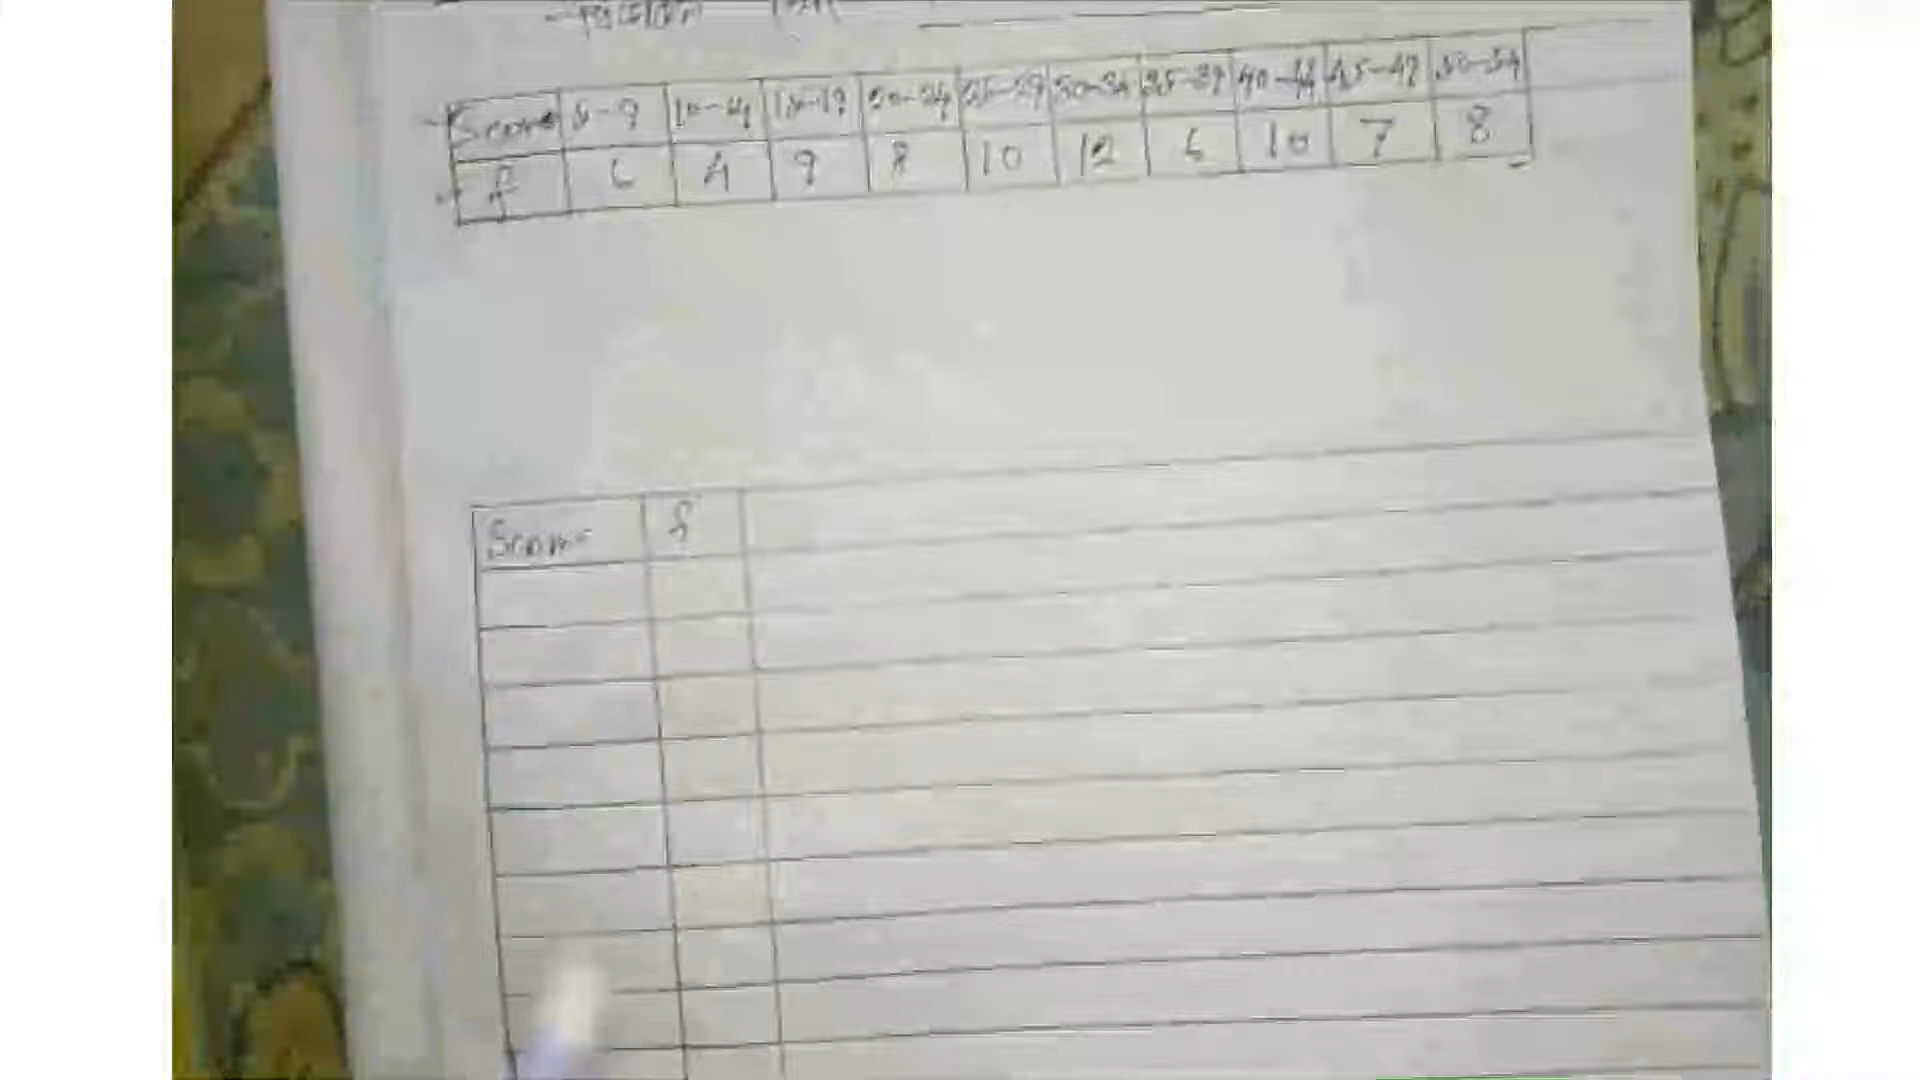 Score 5-9 10-14 15-19 20-24 25-29 30-34 35-39 40-44 45-49 50-54
f 6 4 9 8 10 12 6 10 7 8
Score f